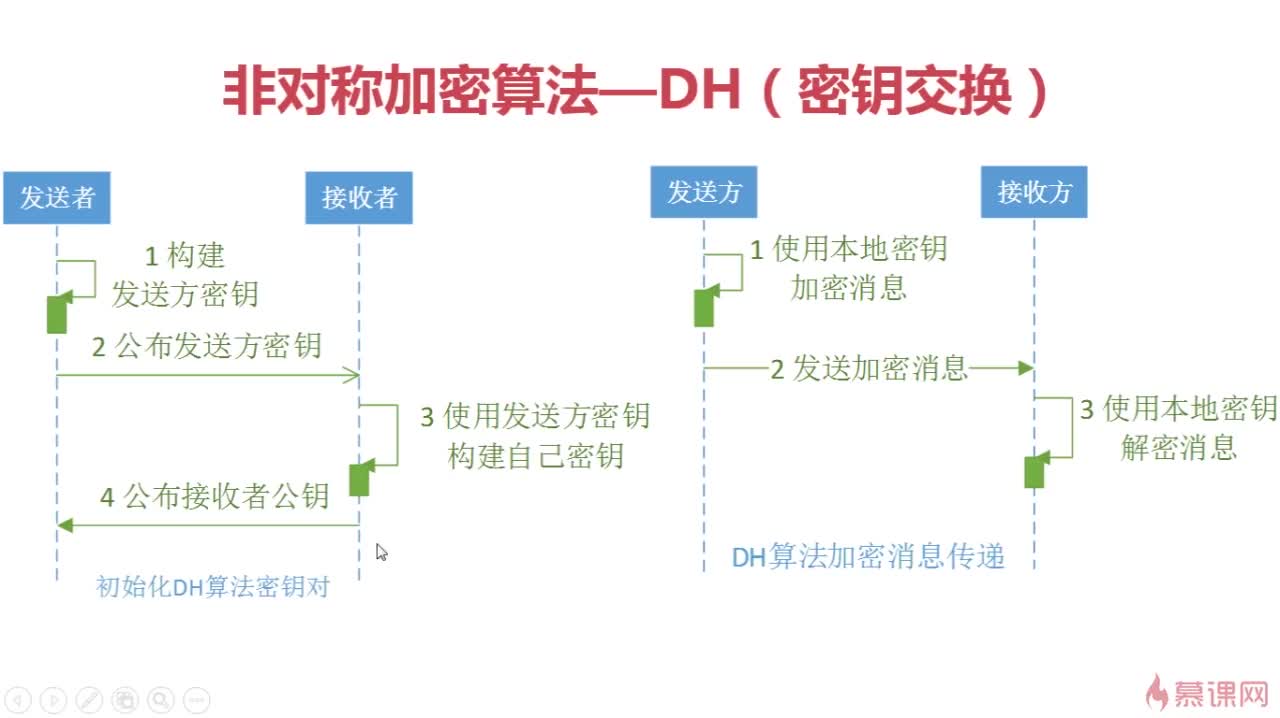 非对称加密算法—DH（密钥交换）
发送者
接收者
1 构建
发送方密钥
2 公布发送方密钥
3 使用发送方密钥
构建自己密钥
4 公布接收者公钥
初始化DH算法密钥对
发送方
接收方
1 使用本地密钥
加密消息
2 发送加密消息
3 使用本地密钥
解密消息
DH算法加密消息传递
慕课网